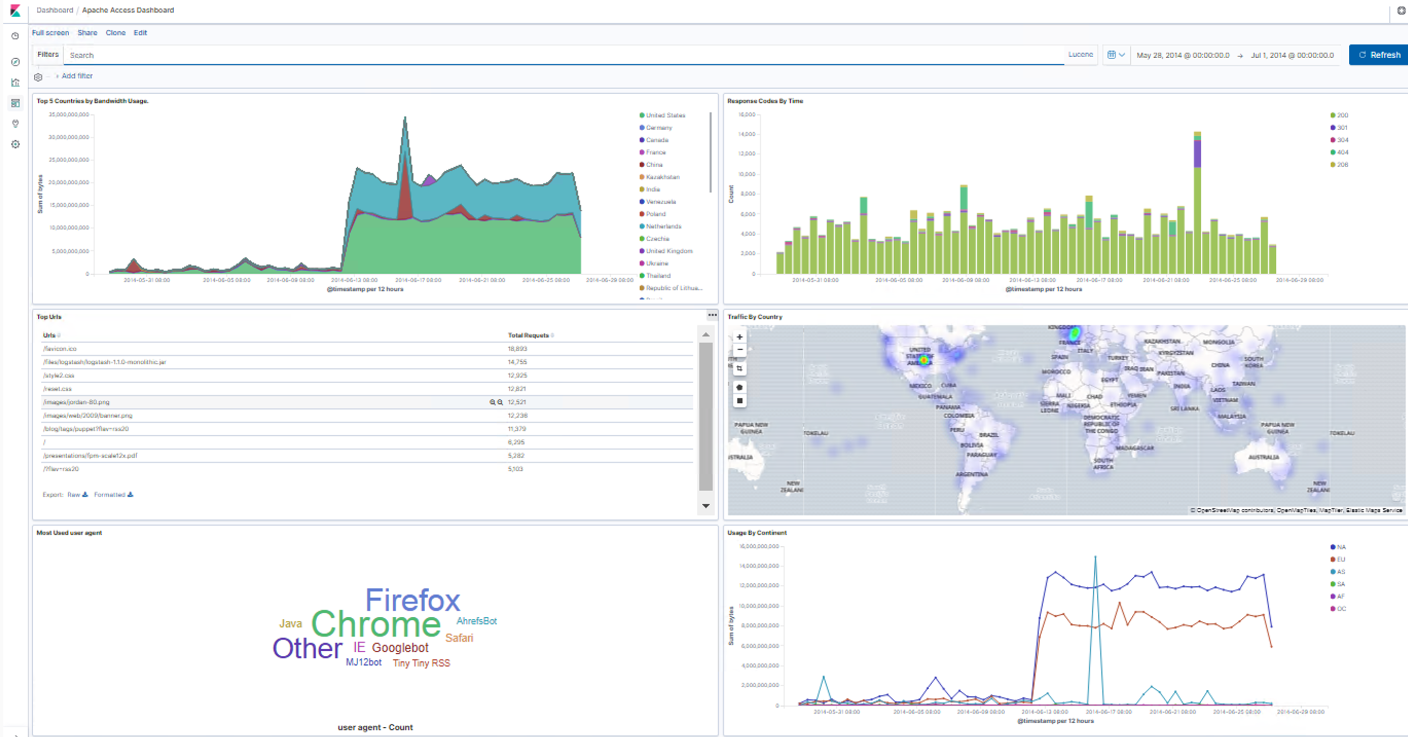 Dashboard / Apache Access Dashboard
Full screen Share Clone Edit
Filters Search Lucene May 28, 2014 @ 00:00:00.0 → Jul 1, 2014 @ 00:00:00.0 Refresh
+ Add filter
Top 5 Countries by Bandwidth Usage.
Sum of bytes
35,000,000,000
30,000,000,000
25,000,000,000
20,000,000,000
15,000,000,000
10,000,000,000
5,000,000,000
0
2014-05-31 08:00 2014-06-05 08:00 2014-06-09 08:00 2014-06-13 08:00 2014-06-17 08:00 2014-06-21 08:00 2014-06-25 08:00 2014-06-29 08:00
@timestamp per 12 hours
United States
Germany
Canada
France
China
Kazakhstan
India
Venezuela
Poland
Netherlands
Czechia
United Kingdom
Ukraine
Thailand
Republic of Lithua...
Response Codes By Time
Count
16,000
14,000
12,000
10,000
8,000
6,000
4,000
2,000
0
2014-05-31 08:00 2014-06-05 08:00 2014-06-09 08:00 2014-06-13 08:00 2014-06-17 08:00 2014-06-21 08:00 2014-06-25 08:00 2014-06-29 08:00
@timestamp per 12 hours
200
301
304
404
206
Top Urls
Urls Total Requets
/favicon.ico 18,893
/files/logstash/logstash-1.1.0-monolithic.jar 14,755
/style2.css 12,925
/reset.css 12,821
/images/jordan-80.png 12,521
/images/web/2009/banner.png 12,236
/blog/tags/puppet?flav=rss20 11,379
/ 6,295
/presentations/fpm-scale12x.pdf 5,282
/?flav=rss20 5,103
Export: Raw Formatted
Traffic By Country
KINGDOM
FRANCE
ITALY
SPAIN
TURKEY
KAZAKHSTAN
MONGOLIA
KYRGYZSTAN
UNITED
STATES OF
AMERICA
CHINA
SOUTH
KOREA
MOROCCO
IRAQ IRAN
PAKISTAN
EGYPT
INDIA
TAIWAN
MEXICO CUBA
GUATEMALA
MALI CHAD
YEMEN
LAOS
VIETNAM
PANAMA
SIERRA
LEONE
NIGERIA
ETHIOPIA
SRI LANKA
COLOMBIA
MALAYSIA
DEMOCRATIC
REPUBLIC OF
THE CONGO
PAPUA NEW
GUINEA
TOKELAU
PERU BRAZIL
PAPUA NEW
GUINEA
TOKELAU
BOLIVIA
MADAGASCAR
PARAGUAY
USTRALIA
SOUTH
AFRICA
AUSTRALIA
ARGENTINA
NEW
ZEALAND
NEW
ZEALAND
© OpenStreetMap contributors, OpenMapTiles, MapTiler, Elastic Maps Service
Most Used user agent
Firefox
Java Chrome AhrefsBot
Other IE Googlebot Safari
MJ12bot Tiny Tiny RSS
user agent - Count
Usage By Continent
Sum of bytes
16,000,000,000
14,000,000,000
12,000,000,000
10,000,000,000
8,000,000,000
6,000,000,000
4,000,000,000
2,000,000,000
0
2014-05-31 08:00 2014-06-05 08:00 2014-06-09 08:00 2014-06-13 08:00 2014-06-17 08:00 2014-06-21 08:00 2014-06-25 08:00 2014-06-29 08:00
@timestamp per 12 hours
NA
EU
AS
SA
AF
OC